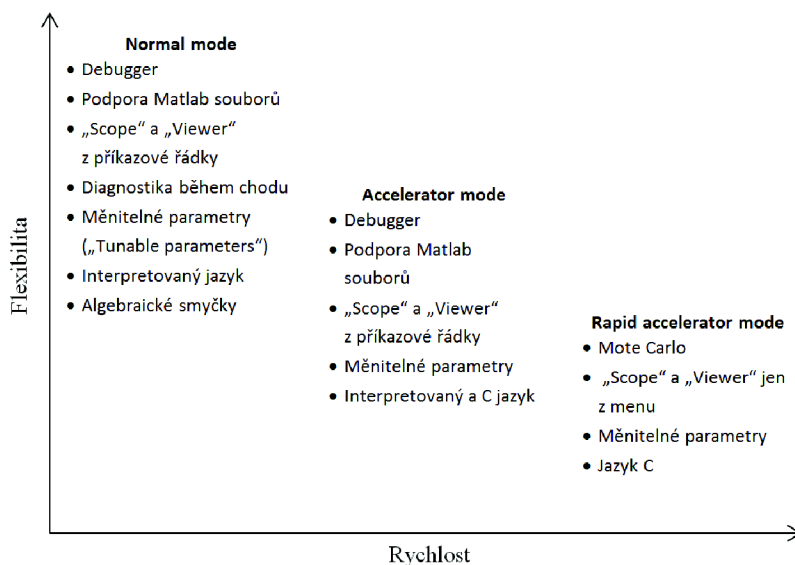 Flexibilita
Normal mode
• Debugger
• Podpora Matlab souborů
• „Scope“ a „Viewer“
z příkazové řádky
• Diagnostika během chodu
• Měnitelné parametry
(„Tunable parameters“)
• Interpretovaný jazyk
• Algebraické smyčky
Accelerator mode
• Debugger
• Podpora Matlab
souborů
• „Scope“ a „Viewer“
z příkazové řádky
• Měnitelné parametry
• Interpretovaný a C jazyk
Rapid accelerator mode
• Mote Carlo
• „Scope“ a „Viewer“ jen
z menu
• Měnitelné parametry
• Jazyk C
Rychlost